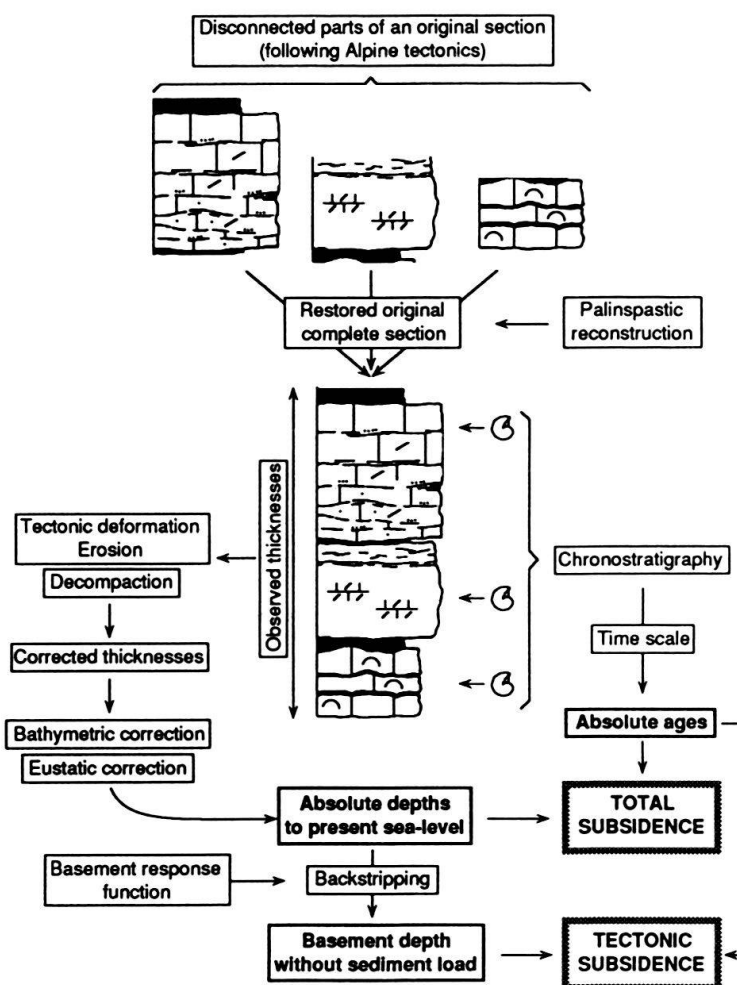 Disconnected parts of an original section
(following Alpine tectonics)
Restored original
complete section
Palinspastic
reconstruction
Observed thicknesses
Tectonic deformation
Erosion
Decompaction
Chronostratigraphy
Time scale
Corrected thicknesses
Absolute ages
Bathymetric correction
Eustatic correction
Absolute depths
to present sea-level
TOTAL
SUBSIDENCE
Basement response
function
Backstripping
Basement depth
without sediment load
TECTONIC
SUBSIDENCE